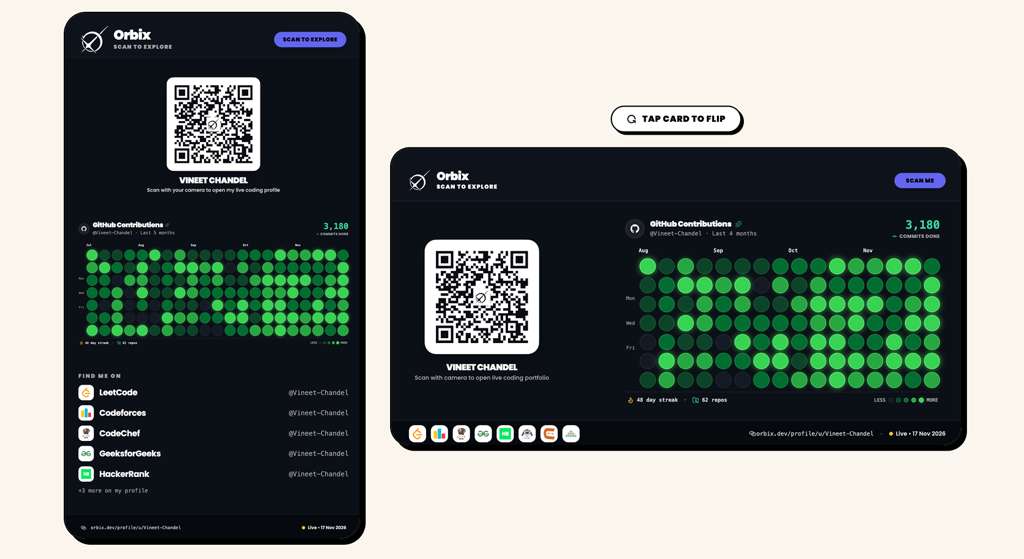 Orbix
SCAN TO EXPLORE
SCAN TO EXPLORE
VINEET CHANDEL
Scan with your camera to open my live coding profile
GitHub Contributions
@Vineet-Chandel · Last 5 months
3,180
COMMITS DONE
Jul Aug Sep Oct Nov
Mon
Wed
Fri
48 day streak · 62 repos
LESS MORE
FIND ME ON
LeetCode @Vineet-Chandel
Codeforces @Vineet-Chandel
CodeChef @Vineet-Chandel
GeeksforGeeks @Vineet-Chandel
HackerRank @Vineet-Chandel
+3 more on my profile
orbix.dev/profile/u/Vineet-Chandel
Live • 17 Nov 2026
TAP CARD TO FLIP
Orbix
SCAN TO EXPLORE
SCAN ME
VINEET CHANDEL
Scan with camera to open live coding portfolio
GitHub Contributions
@Vineet-Chandel · Last 4 months
3,180
COMMITS DONE
Aug Sep Oct Nov
Mon
Wed
Fri
48 day streak · 62 repos
LESS MORE
orbix.dev/profile/u/Vineet-Chandel · Live • 17 Nov 2026